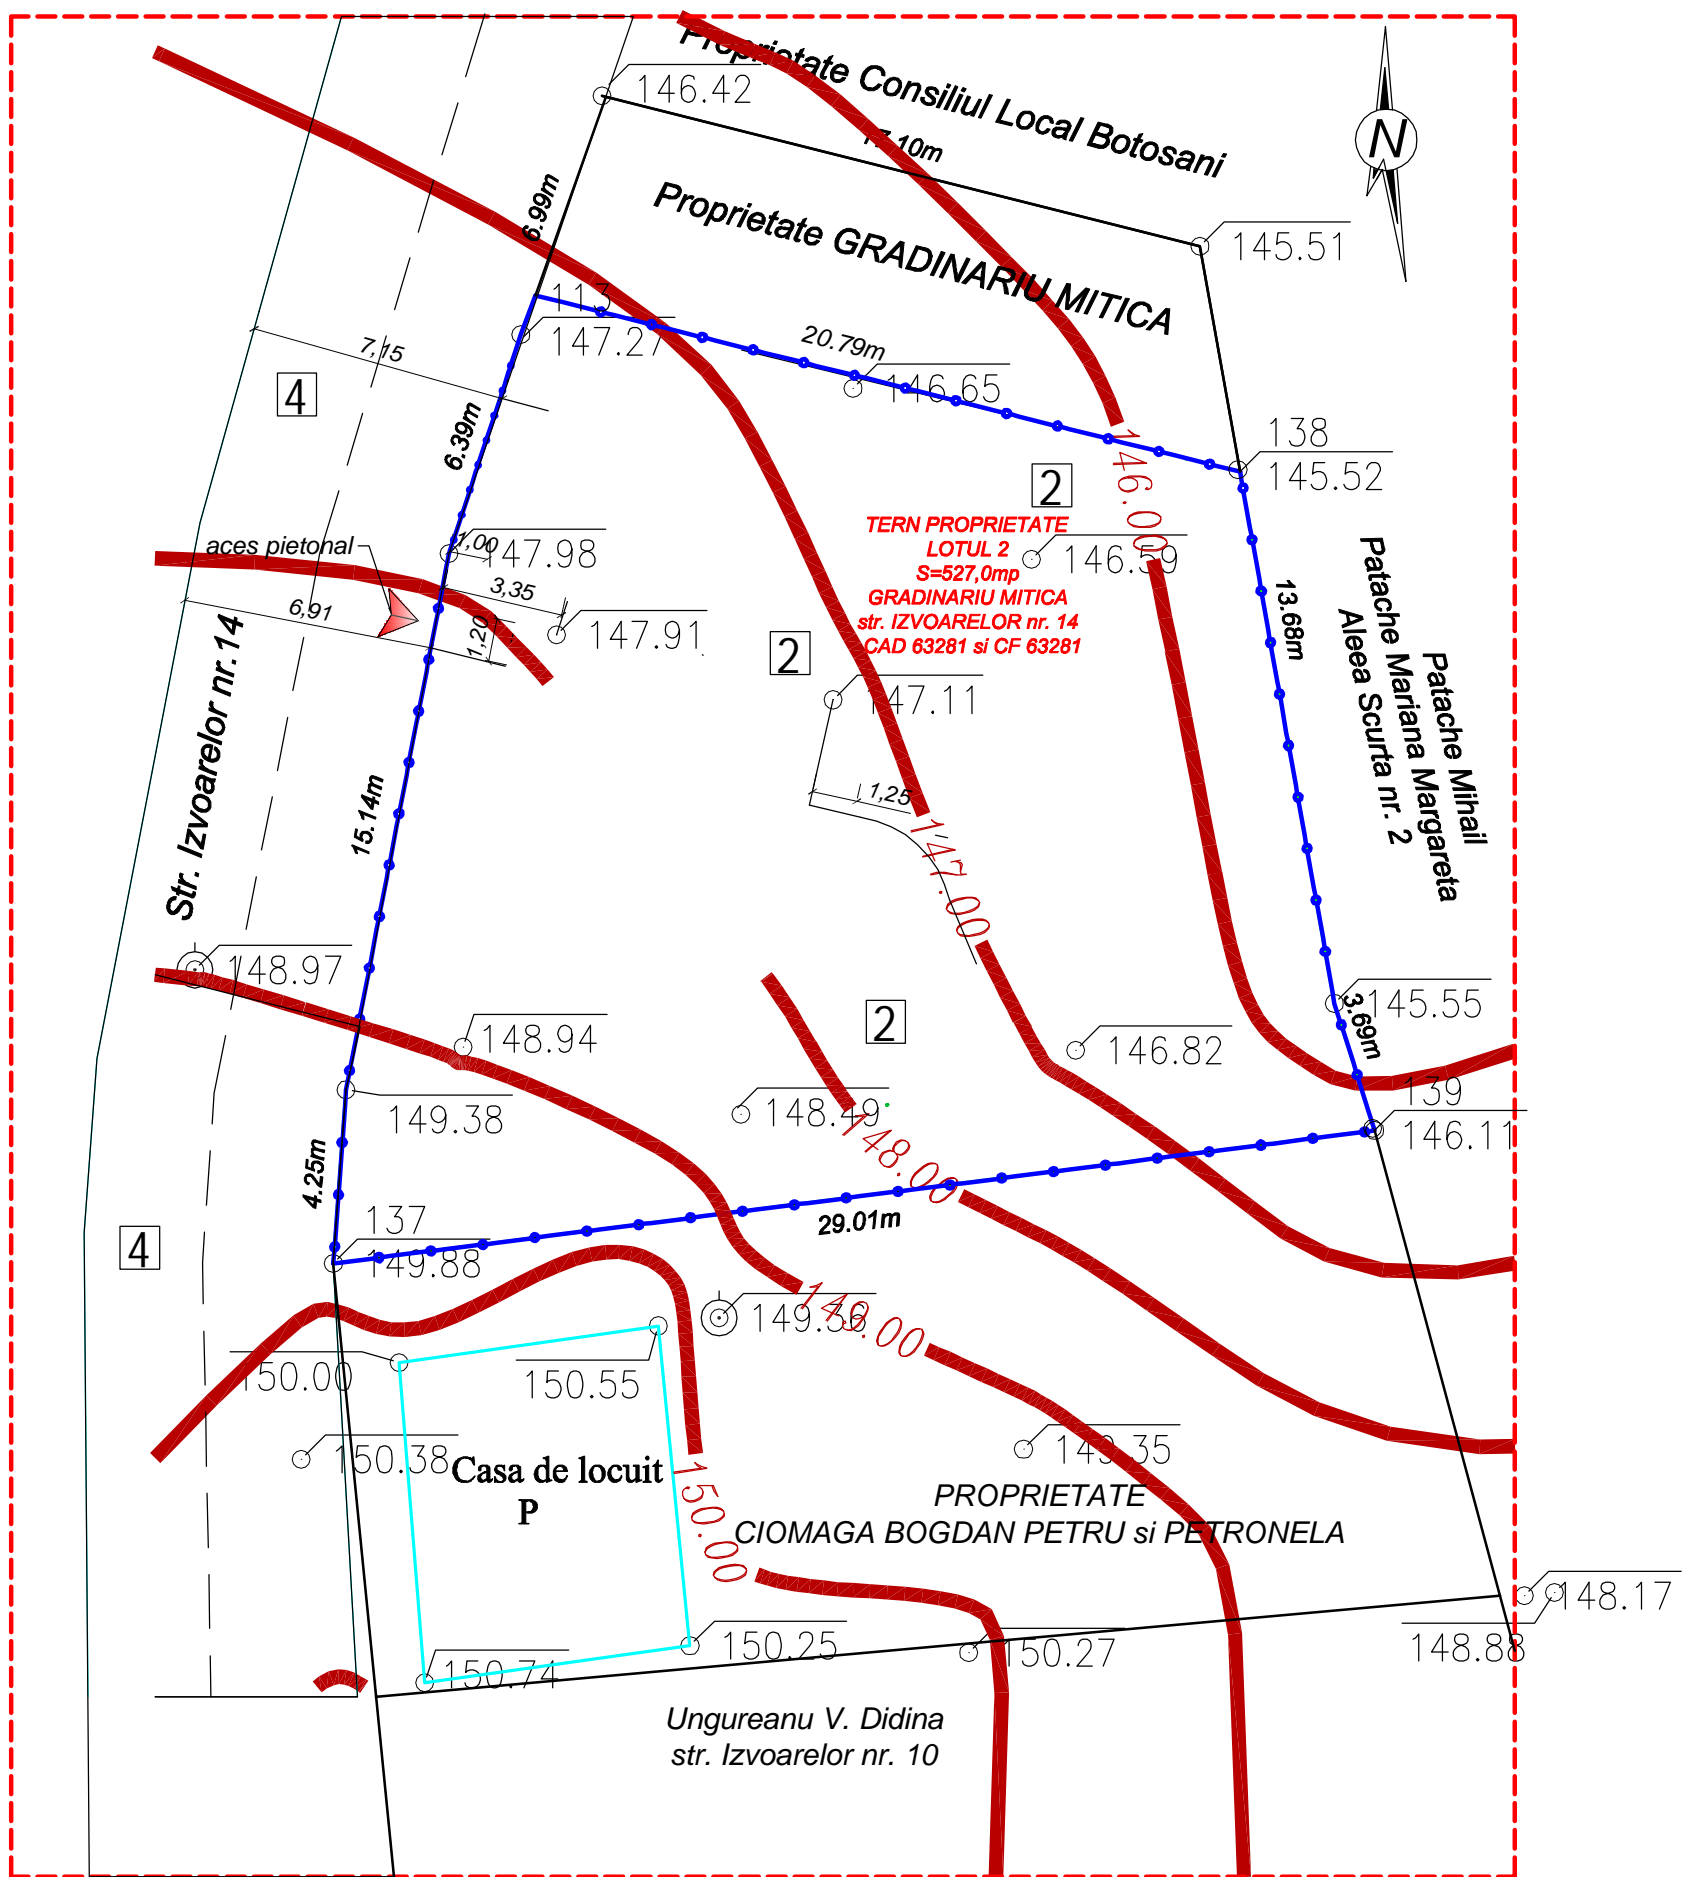 Proprietate Consiliul Local Botosani
146.42
17.10m
N
6.99m
Proprietate GRADINARIU MITICA
145.51
113
147.27
20.79m
7,15
146.65
4
6.39m
138
145.52
146.00
2
TERN PROPRIETATE
LOTUL 2
S=527,0mp
GRADINARIU MITICA
str. IZVOARELOR nr. 14
CAD 63281 si CF 63281
146.59
aces pietonal
1,00
147.98
3,35
6,91
1,20
147.91
13.68m
Patache Mihail
Patache Mariana Margareta
Aleea Scurta nr. 2
Str. Izvoarelor nr.14
2
147.11
1,25
15.14m
147.00
148.97
148.94
2
145.55
3.69m
146.82
139
146.11
149.38
148.49
148.00
4.25m
137
149.88
29.01m
4
149.36
149.00
150.00
150.55
150.38
Casa de locuit
P
150.00
149.35
PROPRIETATE
CIOMAGA BOGDAN PETRU si PETRONELA
148.17
148.88
150.25
150.27
150.74
Ungureanu V. Didina
str. Izvoarelor nr. 10